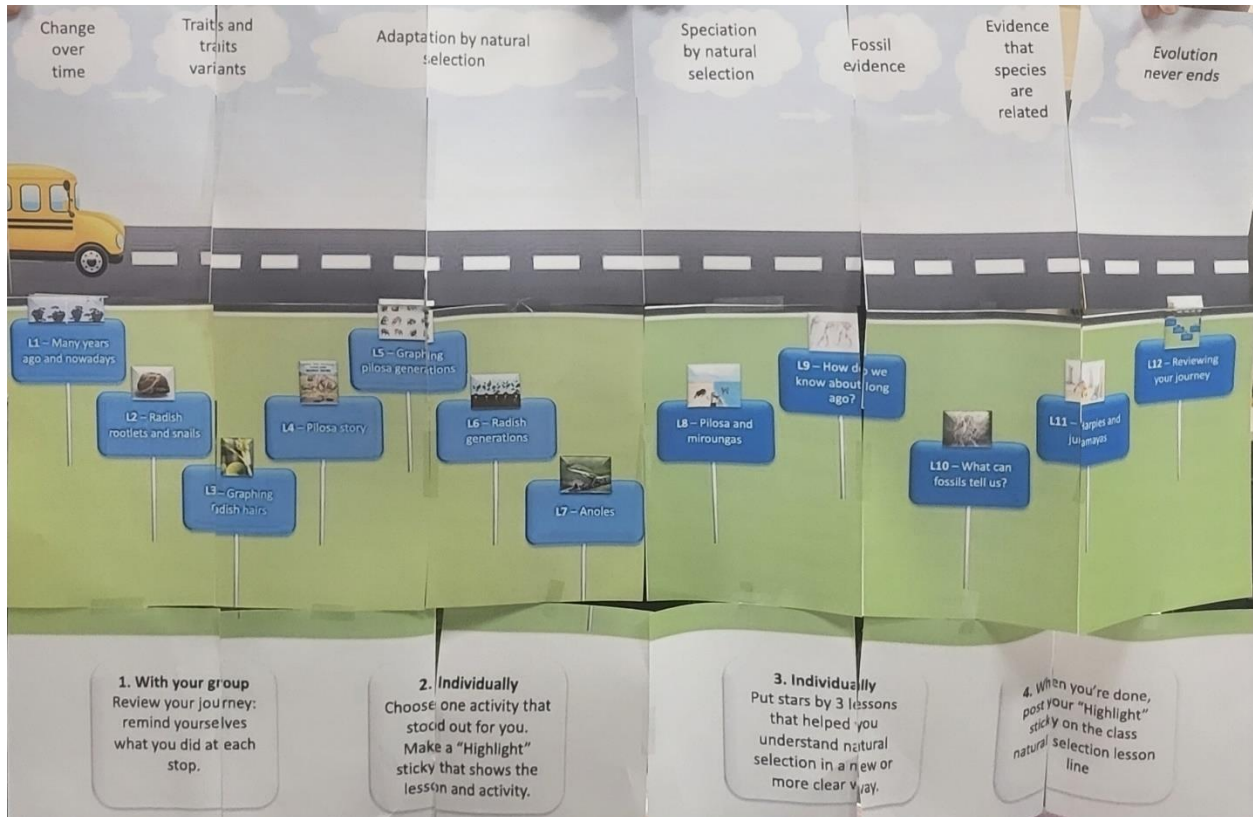 Change
over
time
Traits and
traits
variants
Adaptation by natural
selection
Speciation
by natural
selection
Fossil
evidence
Evidence
that
species
are
related
Evolution
never ends
L1 – Many years
ago and nowadays
L2 – Radish
rootlets and snails
L3 – Graphing
radish hairs
L4 – Pilosa story
L5 – Graphing
pilosa generations
L6 – Radish
generations
L7 – Anoles
L8 – Pilosa and
miroungas
L9 – How do we
know about long
ago?
L10 – What can
fossils tell us?
L11 – Harpies and
L12 – Reviewing
your journey
1. With your group
Review your journey:
remind yourselves
what you did at each
stop.
2. Individually
Choose one activity that
stood out for you.
Make a "Highlight"
sticky that shows the
lesson and activity.
3. Individually
Put stars by 3 lessons
that helped you
understand natural
selection in a new or
more clear way.
4. When you're done,
post your "Highlight"
sticky on the class
natural selection lesson
line